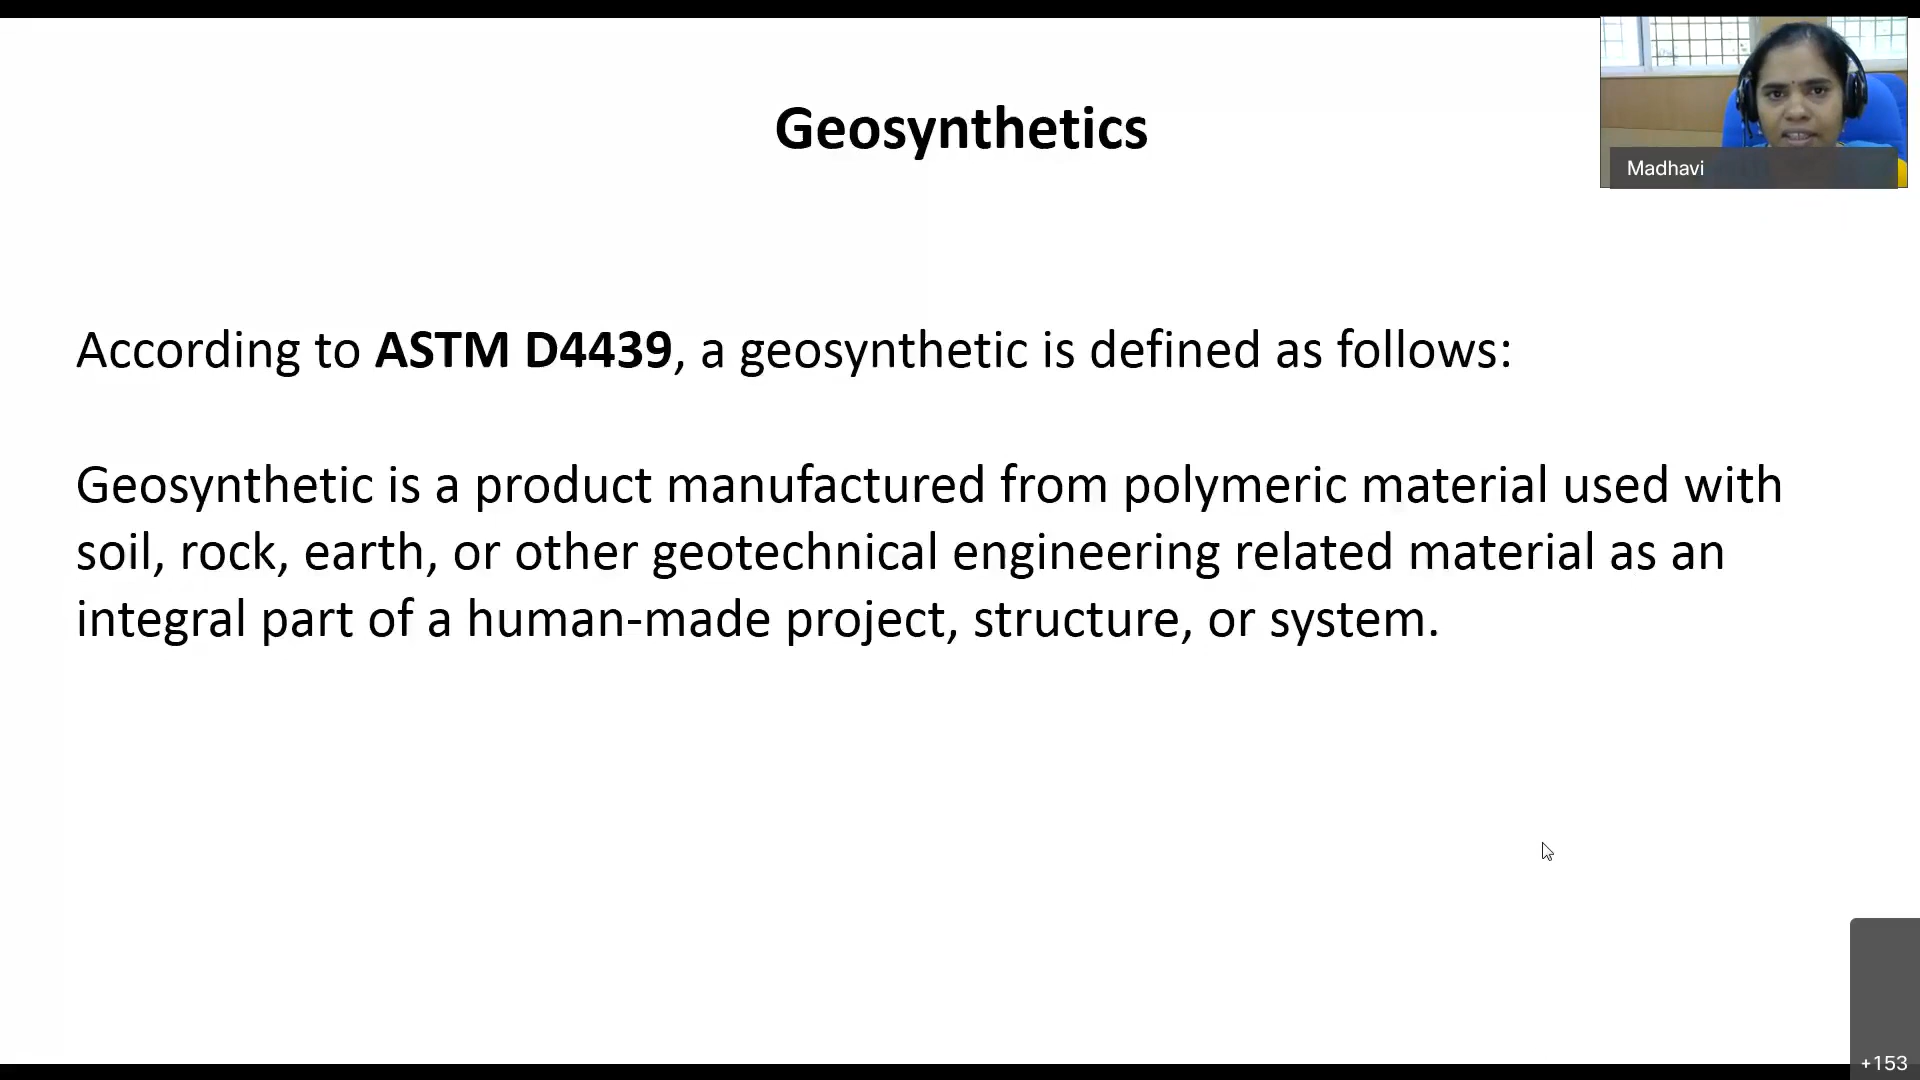 Geosynthetics
Madhavi
According to ASTM D4439, a geosynthetic is defined as follows:
Geosynthetic is a product manufactured from polymeric material used with
soil, rock, earth, or other geotechnical engineering related material as an
integral part of a human-made project, structure, or system.
+153